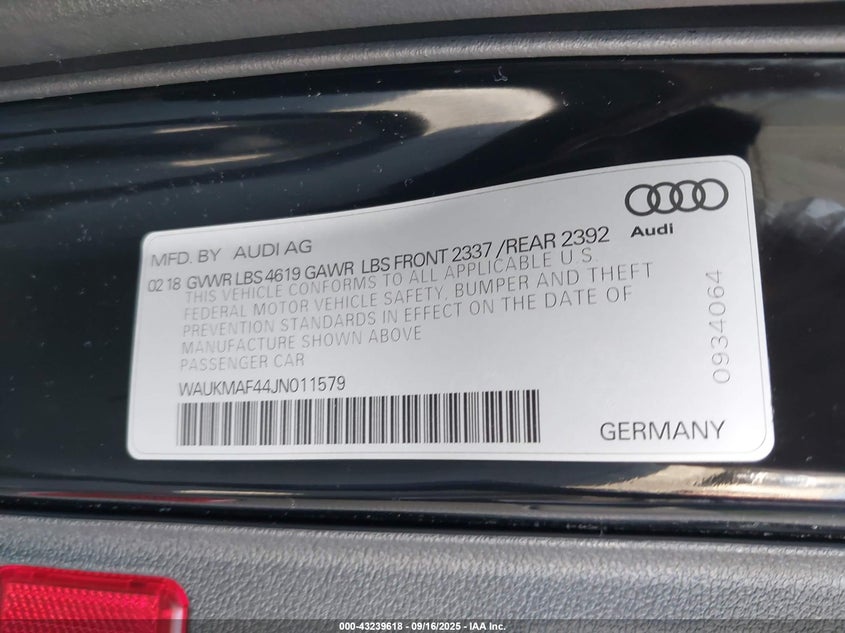 Audi
MFD. BY AUDI AG
02 18 GVWR LBS 4619 GAWR LBS FRONT 2337 /REAR 2392
THIS VEHICLE CONFORMS TO ALL APPLICABLE U.S.
FEDERAL MOTOR VEHICLE SAFETY, BUMPER AND THEFT
PREVENTION STANDARDS IN EFFECT ON THE DATE OF
MANUFACTURE SHOWN ABOVE
PASSENGER CAR
WAUKMAF44JN011579
GERMANY
0934064
000-43239618 - 09/16/2025 - IAA Inc.